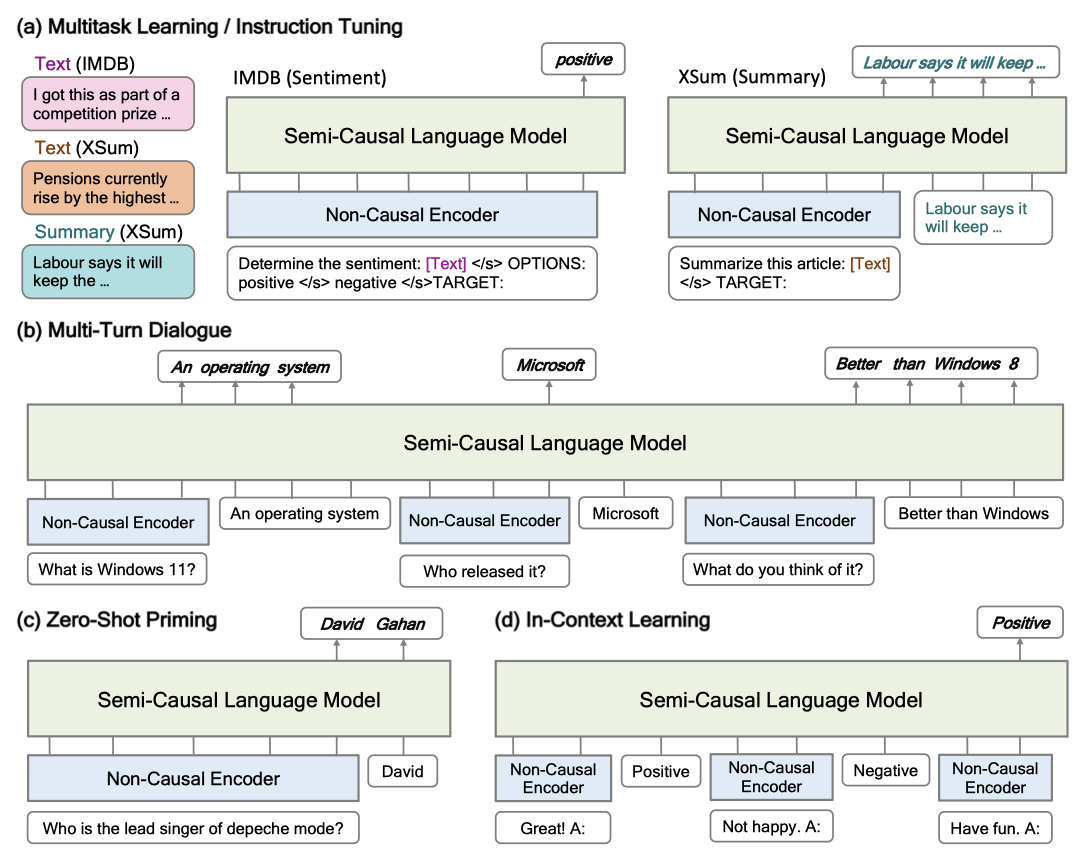 (a) Multitask Learning / Instruction Tuning
Text (IMDB)
I got this as part of a
competition prize ...
Text (XSum)
Pensions currently
rise by the highest ...
Summary (XSum)
Labour says it will
keep the ...
IMDB (Sentiment)
positive
Semi-Causal Language Model
Non-Causal Encoder
Determine the sentiment: [Text] </s> OPTIONS:
positive </s> negative </s>TARGET:
XSum (Summary)
Labour says it will keep ...
Semi-Causal Language Model
Non-Causal Encoder
Labour says it
will keep ...
Summarize this article: [Text]
</s> TARGET:
(b) Multi-Turn Dialogue
An operating system
Microsoft
Better than Windows 8
Semi-Causal Language Model
Non-Causal Encoder
An operating system
Non-Causal Encoder
Microsoft
Non-Causal Encoder
Better than Windows
What is Windows 11?
Who released it?
What do you think of it?
(c) Zero-Shot Priming
David Gahan
Semi-Causal Language Model
Non-Causal Encoder
David
Who is the lead singer of depeche mode?
(d) In-Context Learning
Positive
Semi-Causal Language Model
Non-Causal
Encoder
Positive
Non-Causal
Encoder
Negative
Non-Causal
Encoder
Great! A:
Not happy. A:
Have fun. A: